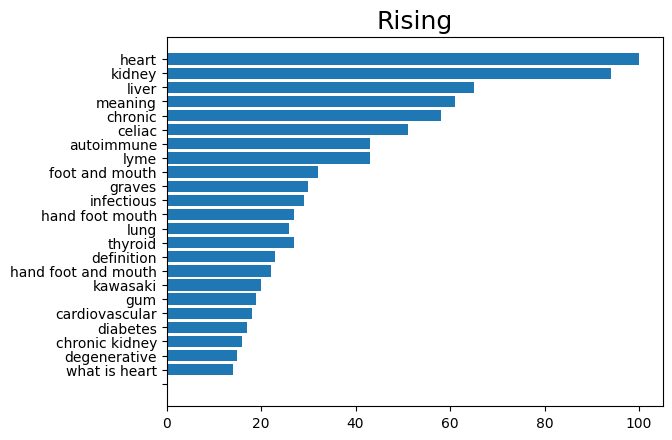 Rising
heart
kidney
liver
meaning
chronic
celiac
autoimmune
lyme
foot and mouth
graves
infectious
hand foot mouth
lung
thyroid
definition
hand foot and mouth
kawasaki
gum
cardiovascular
diabetes
chronic kidney
degenerative
what is heart
0 20 40 60 80 100